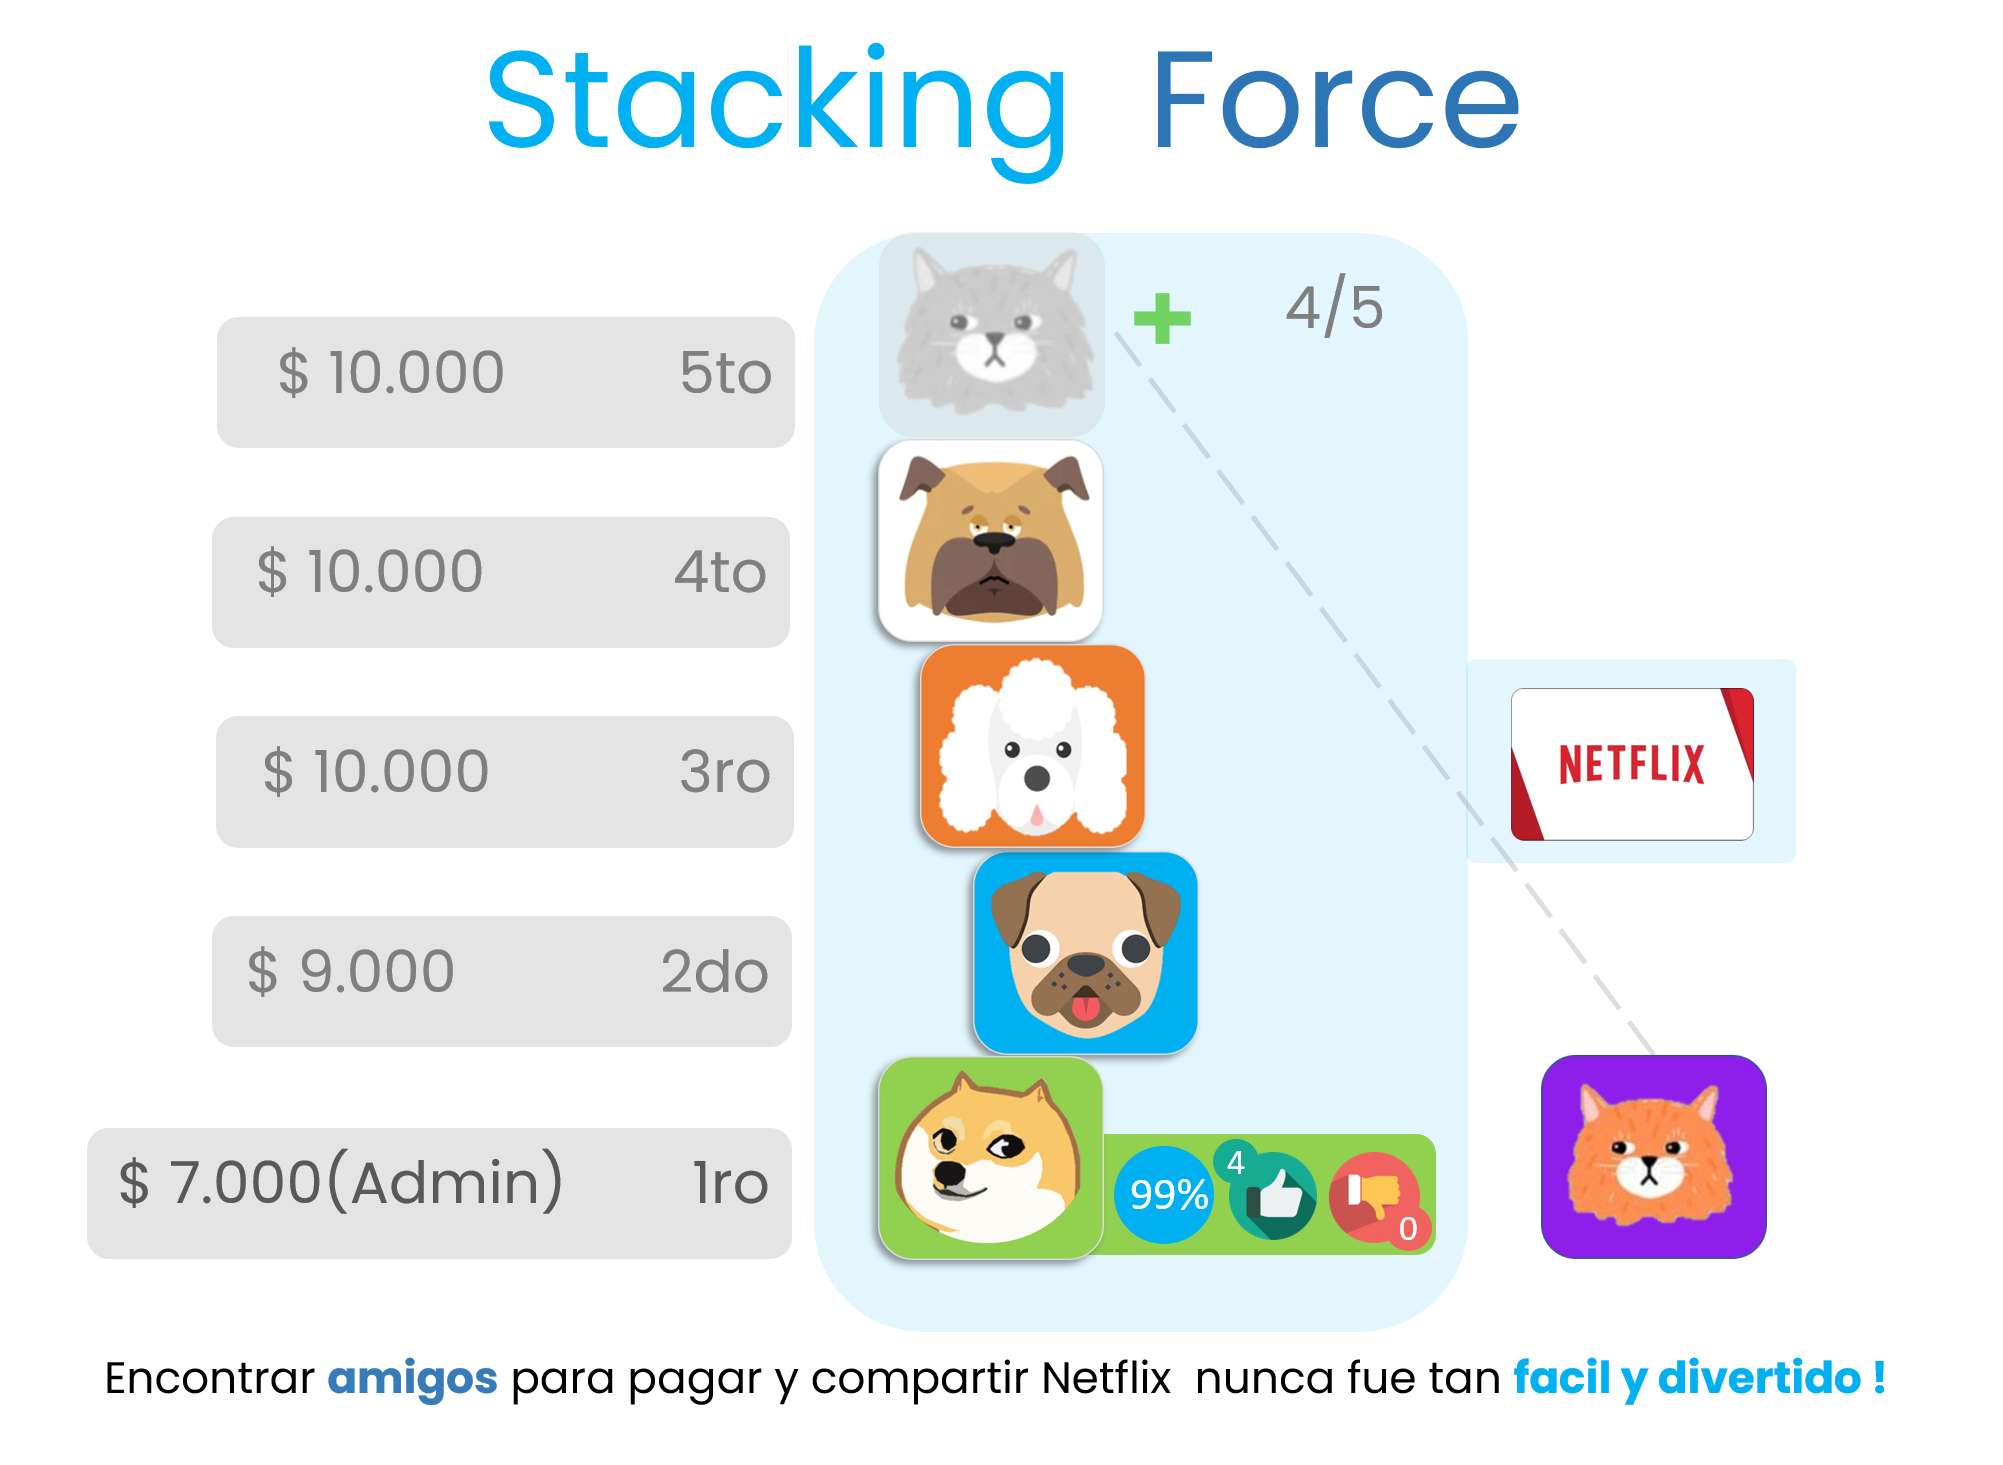 Stacking Force
4/5
$ 10.000 5to
$ 10.000 4to
$ 10.000 3ro
NETFLIX
$ 9.000 2do
$ 7.000(Admin) 1ro
99% 4 0
Encontrar amigos para pagar y compartir Netflix nunca fue tan facil y divertido !